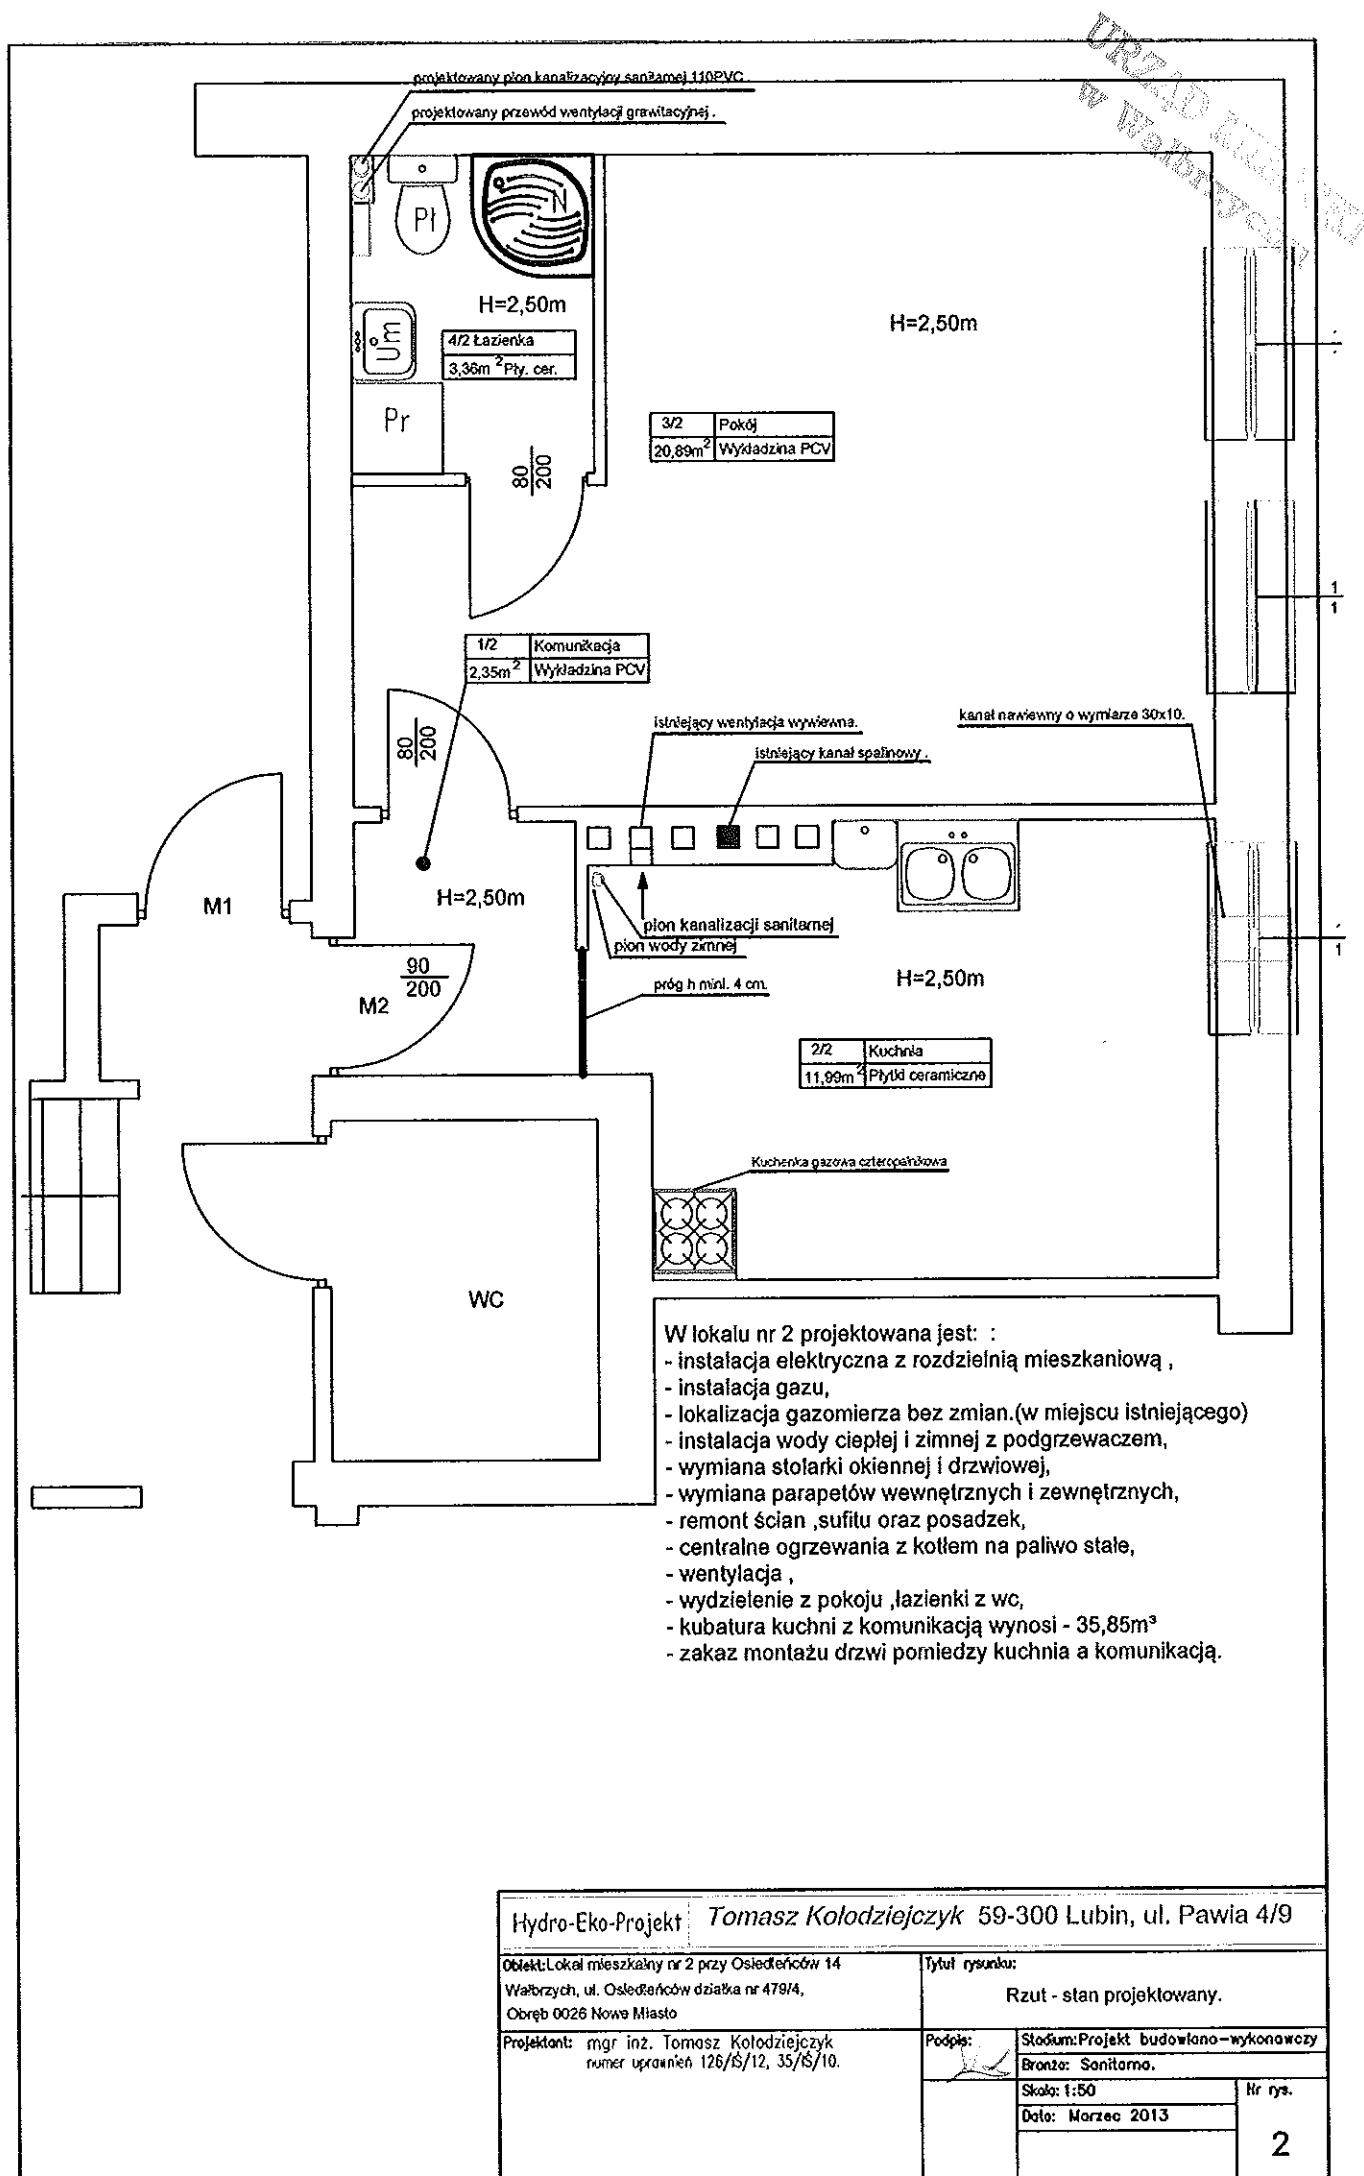 URZĄD MIEJSKI
w Wałbrzychu
projektowany pion kanalizacyjny sanitarnej 110PVC
projektowany przewód wentylacji grawitacyjnej .
Pł
N
H=2,50m
H=2,50m
Um
4/2 Łazienka
3,36m 2 Pły. cer.
Pr
3/2 Pokój
20,89m2 Wykładzina PCV
80
200
1/2 Komunikacja
2,35m2 Wykładzina PCV
80
200
istniejący wentylacja wywiewna.
kanał nawiewny o wymiarze 30x10.
istniejący kanał spalinowy .
1
1
M1
H=2,50m
pion kanalizacji sanitarnej
pion wody zimnej
1
90
200
M2
próg h mini. 4 cm.
H=2,50m
2/2 Kuchnia
11,99m2 Płytki ceramiczne
Kuchenka gazowa czteropalnikowa
WC
W lokalu nr 2 projektowana jest: :
- instalacja elektryczna z rozdzielnią mieszkaniową ,
- instalacja gazu,
- lokalizacja gazomierza bez zmian.(w miejscu istniejącego)
- instalacja wody ciepłej i zimnej z podgrzewaczem,
- wymiana stolarki okiennej i drzwiowej,
- wymiana parapetów wewnętrznych i zewnętrznych,
- remont ścian ,sufitu oraz posadzek,
- centralne ogrzewania z kotłem na paliwo stałe,
- wentylacja ,
- wydzielenie z pokoju ,łazienki z wc,
- kubatura kuchni z komunikacją wynosi - 35,85m³
- zakaz montażu drzwi pomiedzy kuchnia a komunikacją.
Hydro-Eko-Projekt Tomasz Kołodziejczyk 59-300 Lubin, ul. Pawia 4/9
Obiekt:Lokal mieszkalny nr 2 przy Osiedleńców 14
Wałbrzych, ul. Osiedleńców działka nr 479/4,
Obręb 0026 Nowe Miasto
Tytuł rysunku:
Rzut - stan projektowany.
Projektant: mgr inż. Tomasz Kołodziejczyk
numer uprawnień 126/IŚ/12, 35/IŚ/10.
Podpis:
Stadium:Projekt budowlano-wykonawczy
Branża: Sanitarna.
Skala: 1:50
Nr rys.
Data: Marzec 2013
2